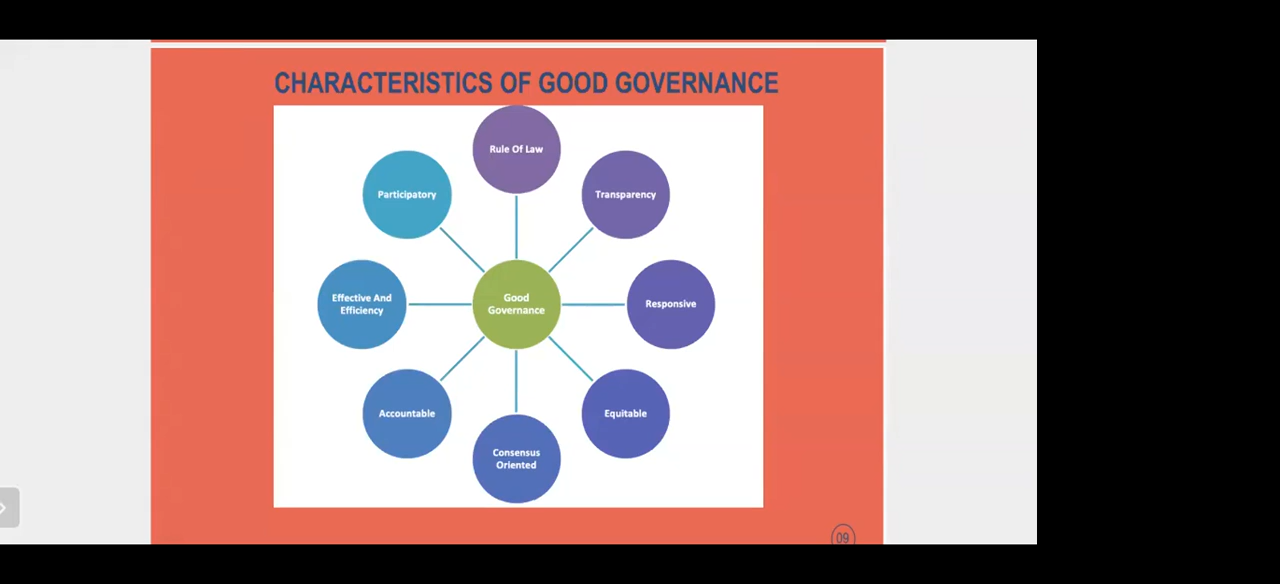 CHARACTERISTICS OF GOOD GOVERNANCE
Rule Of Law
Participatory
Transparency
Effective And
Efficiency
Good
Governance
Responsive
Accountable
Equitable
Consensus
Oriented
09